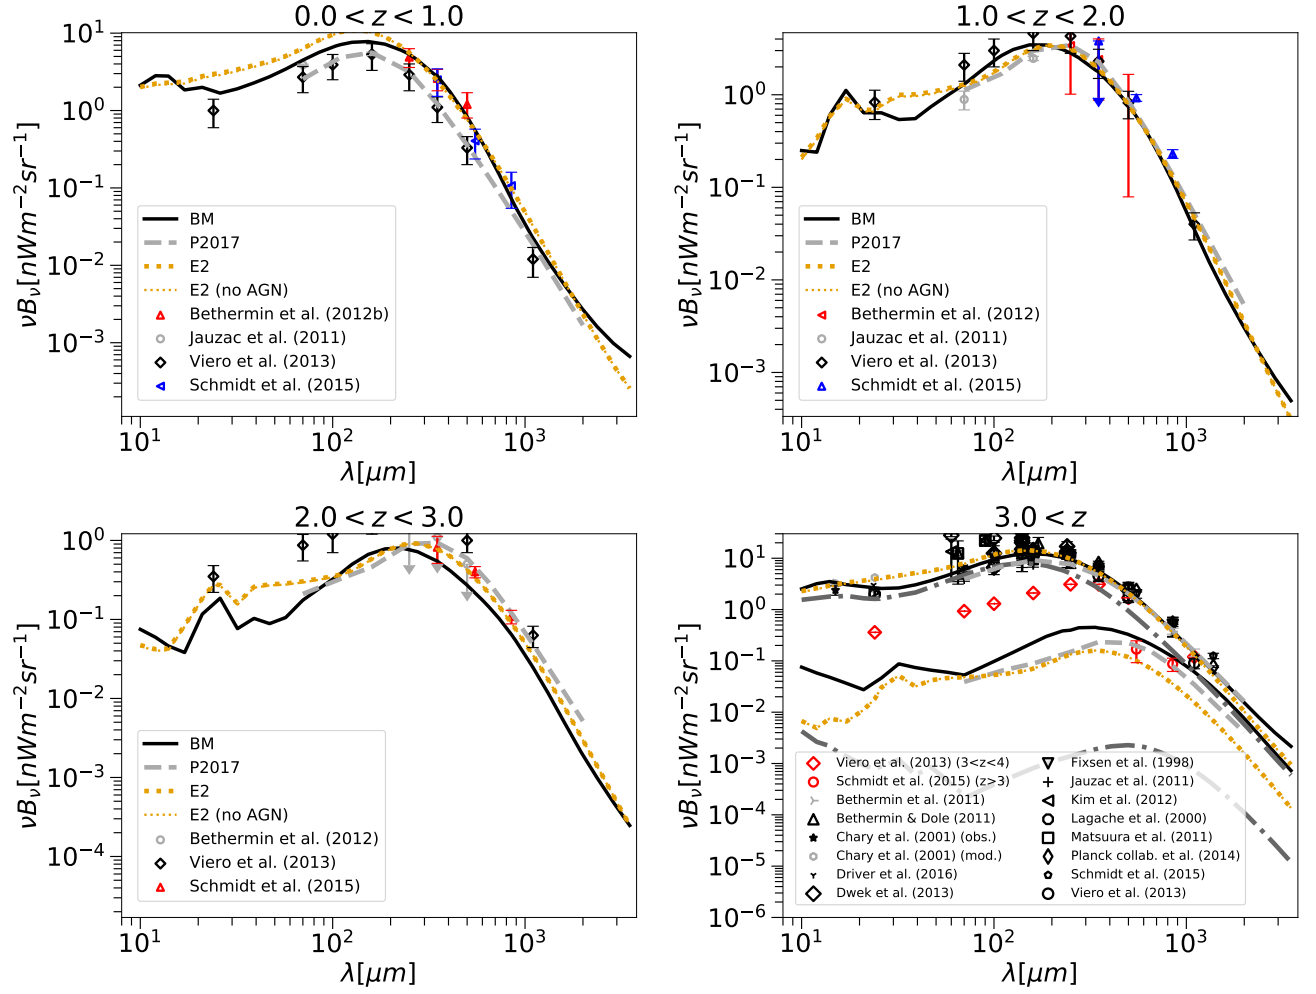 0.0 < z < 1.0
10¹
10⁰
10⁻¹
10⁻²
10⁻³
νBν[nWm⁻²sr⁻¹]
BM
P2017
E2
E2 (no AGN)
Bethermin et al. (2012b)
Jauzac et al. (2011)
Viero et al. (2013)
Schmidt et al. (2015)
10¹
10²
10³
λ[μm]
1.0 < z < 2.0
10⁰
10⁻¹
10⁻²
10⁻³
νBν[nWm⁻²sr⁻¹]
BM
P2017
E2
E2 (no AGN)
Bethermin et al. (2012)
Jauzac et al. (2011)
Viero et al. (2013)
Schmidt et al. (2015)
10¹
10²
10³
λ[μm]
2.0 < z < 3.0
10⁰
10⁻¹
10⁻²
10⁻³
10⁻⁴
νBν[nWm⁻²sr⁻¹]
BM
P2017
E2
E2 (no AGN)
Bethermin et al. (2012)
Viero et al. (2013)
Schmidt et al. (2015)
10¹
10²
10³
λ[μm]
3.0 < z
10¹
10⁰
10⁻¹
10⁻²
10⁻³
10⁻⁴
10⁻⁵
10⁻⁶
νBν[nWm⁻²sr⁻¹]
Viero et al. (2013) (3<z<4)
Schmidt et al. (2015) (z>3)
Bethermin et al. (2011)
Bethermin & Dole (2011)
Chary et al. (2001) (obs.)
Chary et al. (2001) (mod.)
Driver et al. (2016)
Dwek et al. (2013)
Fixsen et al. (1998)
Jauzac et al. (2011)
Kim et al. (2012)
Lagache et al. (2000)
Matsuura et al. (2011)
Planck collab. et al. (2014)
Schmidt et al. (2015)
Viero et al. (2013)
10¹
10²
10³
λ[μm]